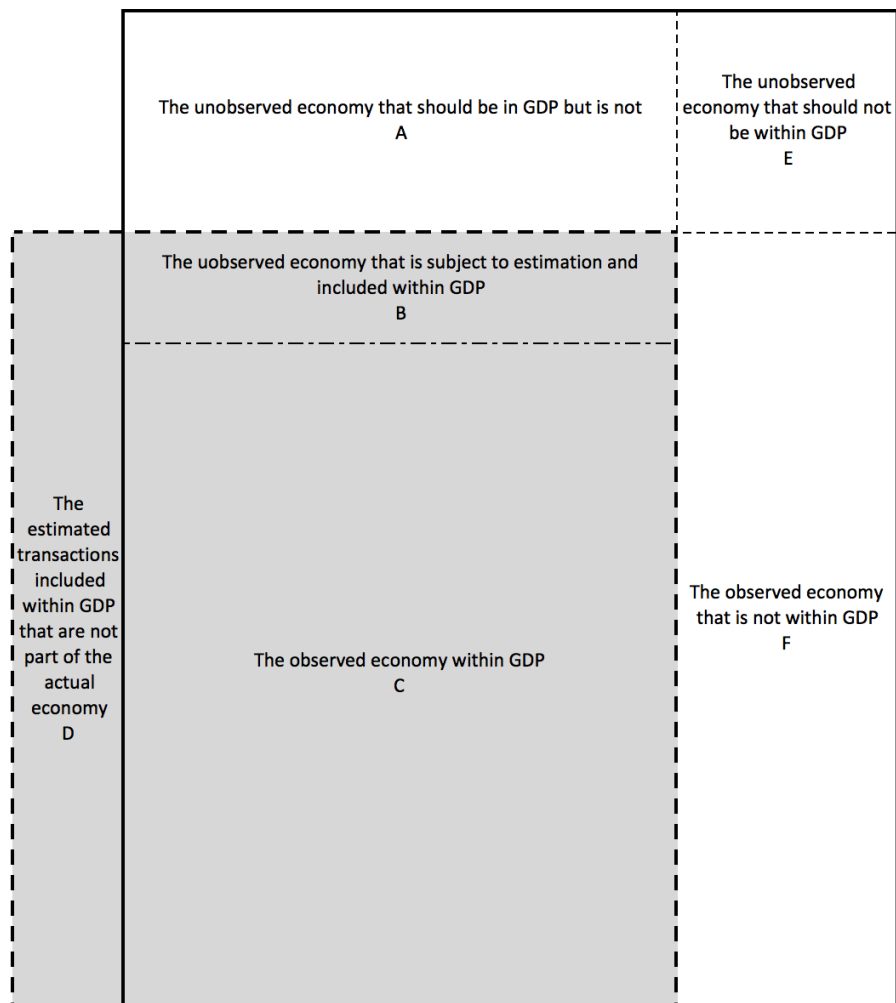 The unobserved economy that should be in GDP but is not
A
The unobserved
economy that should not
be within GDP
E
The uobserved economy that is subject to estimation and
included within GDP
B
The
estimated
transactions
included
within GDP
that are not
part of the
actual
economy
D
The observed economy within GDP
C
The observed economy
that is not within GDP
F